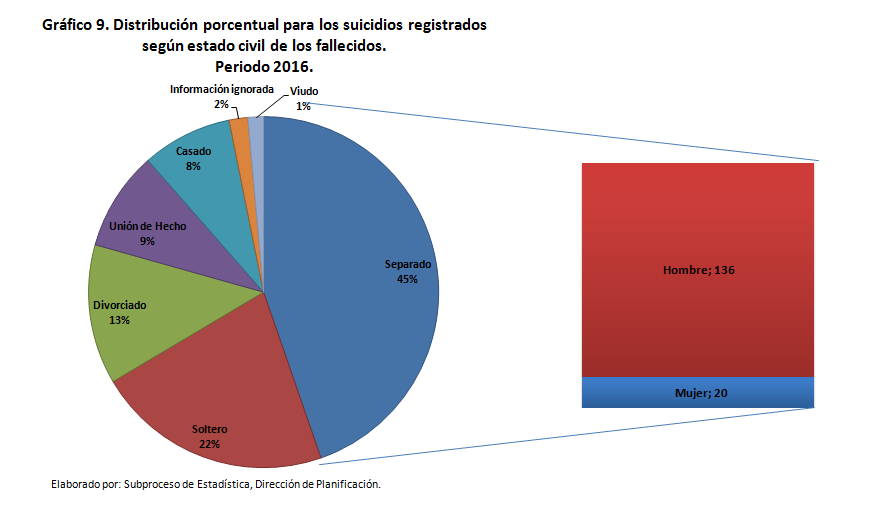 Gráfico 9. Distribución porcentual para los suicidios registrados
según estado civil de los fallecidos.
Periodo 2016.
Información ignorada
2%
Viudo
1%
Casado
8%
Unión de Hecho
9%
Divorciado
13%
Soltero
22%
Separado
45%
Hombre; 136
Mujer; 20
Elaborado por: Subproceso de Estadística, Dirección de Planificación.